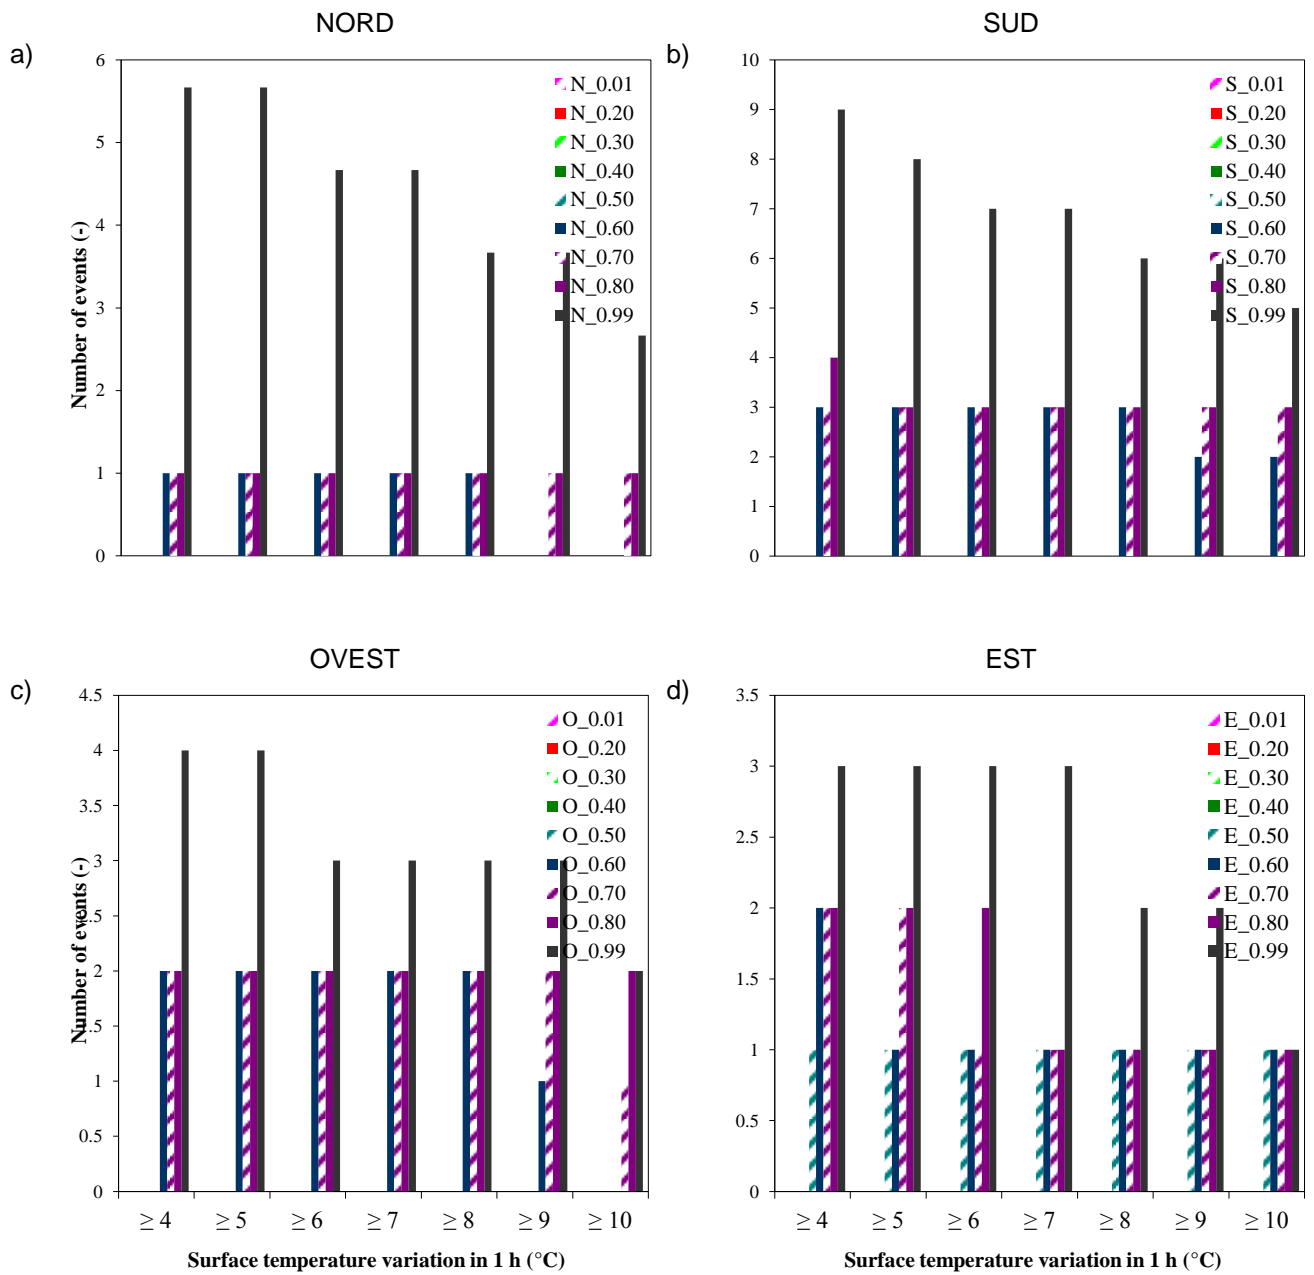 NORD
a)
6
5
4
3
2
1
0
Number of events (-)
N_0.01
N_0.20
N_0.30
N_0.40
N_0.50
N_0.60
N_0.70
N_0.80
N_0.99
SUD
b)
10
9
8
7
6
5
4
3
2
1
0
S_0.01
S_0.20
S_0.30
S_0.40
S_0.50
S_0.60
S_0.70
S_0.80
S_0.99
OVEST
c)
4.5
4
3.5
3
2.5
2
1.5
1
0.5
0
Number of events (-)
O_0.01
O_0.20
O_0.30
O_0.40
O_0.50
O_0.60
O_0.70
O_0.80
O_0.99
≥ 4 ≥ 5 ≥ 6 ≥ 7 ≥ 8 ≥ 9 ≥ 10
Surface temperature variation in 1 h (°C)
EST
d)
3.5
3
2.5
2
1.5
1
0.5
0
E_0.01
E_0.20
E_0.30
E_0.40
E_0.50
E_0.60
E_0.70
E_0.80
E_0.99
≥ 4 ≥ 5 ≥ 6 ≥ 7 ≥ 8 ≥ 9 ≥ 10
Surface temperature variation in 1 h (°C)